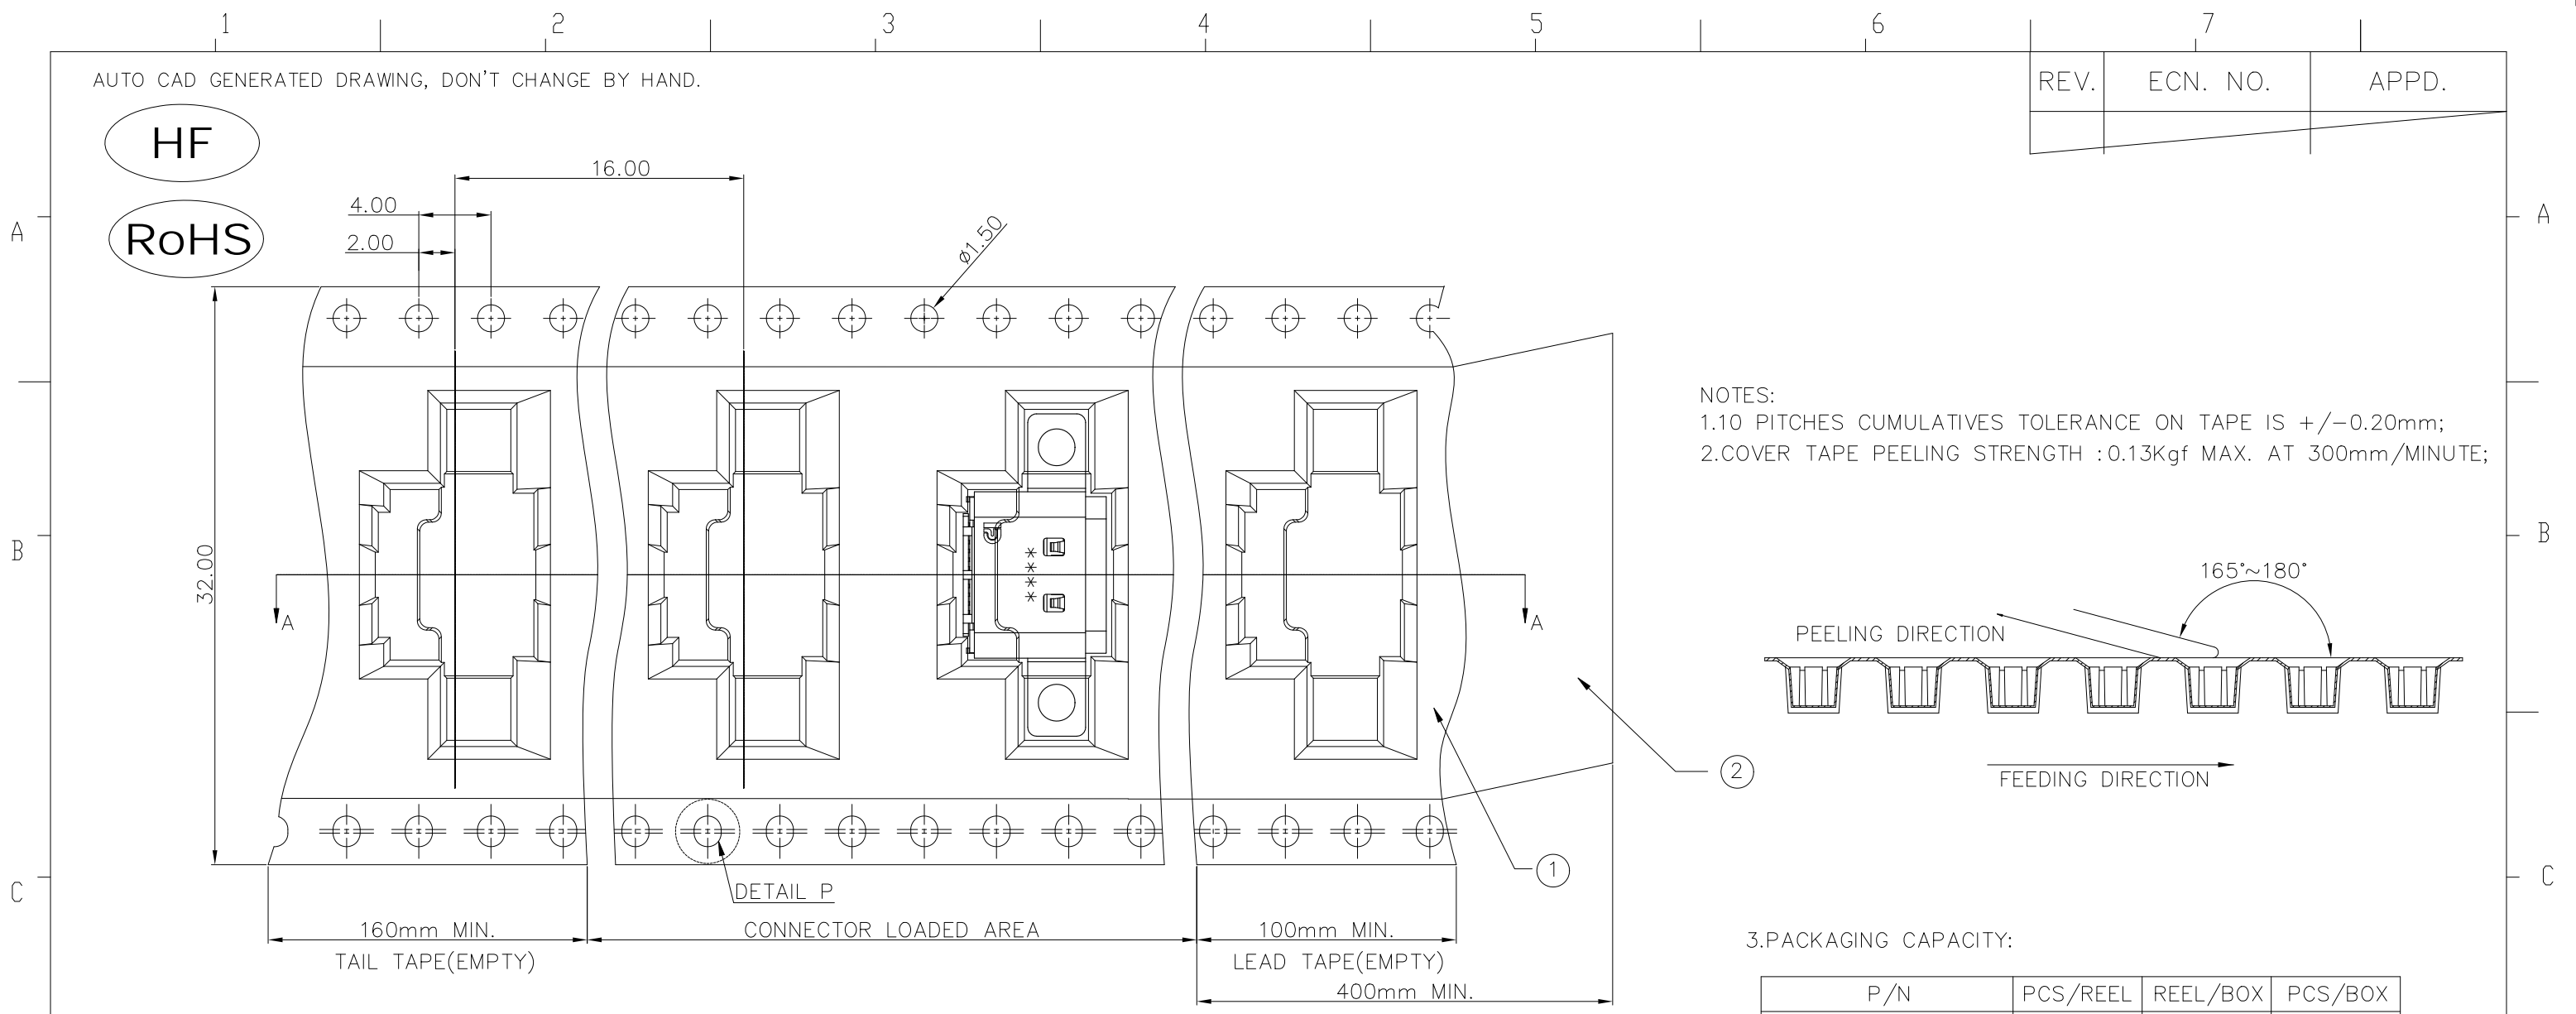 1 2 3 4 5 6 7
AUTO CAD GENERATED DRAWING, DON'T CHANGE BY HAND.
REV. ECN. NO. APPD.
HF
RoHS
16.00
4.00
2.00
ø1.50
A A
32.00
NOTES:
1.10 PITCHES CUMULATIVES TOLERANCE ON TAPE IS +/-0.20mm;
2.COVER TAPE PEELING STRENGTH :0.13Kgf MAX. AT 300mm/MINUTE;
B B
****
A A
165°~180°
PEELING DIRECTION
FEEDING DIRECTION
2
1
C C
DETAIL P
160mm MIN. CONNECTOR LOADED AREA 100mm MIN.
TAIL TAPE(EMPTY) LEAD TAPE(EMPTY)
400mm MIN.
3.PACKAGING CAPACITY:
P/N PCS/REEL REEL/BOX PCS/BOX